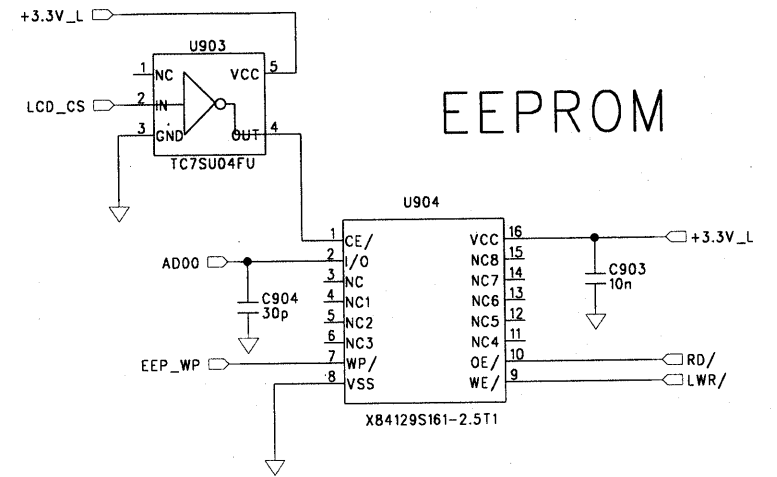 +3.3V_L
U903
1 NC VCC 5
LCD_CS 2 IN
3 GND OUT 4
TC7SU04FU
EEPROM
U904
1 CE/ VCC 16 +3.3V_L
AD00 2 I/O NC8 15
3 NC NC7 14
C903
10n
C904
30p
4 NC1 NC6 13
5 NC2 NC5 12
6 NC3 NC4 11
EEP_WP 7 WP/ OE/ 10 RD/
8 VSS WE/ 9 LWR/
X84129S161-2.5T1